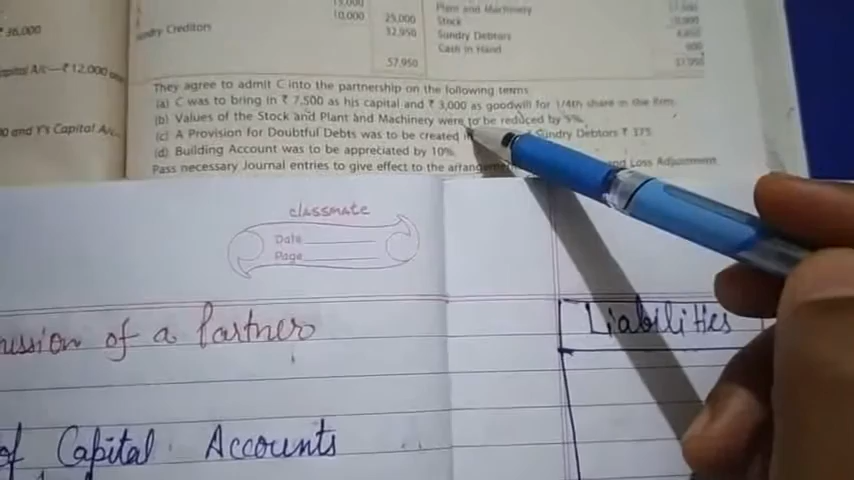 ₹ 36,000
Capital A/c—₹ 12,000 and
and Y's Capital A/c.
15,000
Sundry Creditors 10,000 25,000
32,950
57,950
Plant and Machinery
Stock
Sundry Debtors
Cash in Hand
They agree to admit C into the partnership on the following terms
(a) C was to bring in ₹ 7,500 as his capital and ₹ 3,000 as goodwill for 1/4th share in the firm.
(b) Values of the Stock and Plant and Machinery were to be reduced by 5%.
(c) A Provision for Doubtful Debts was to be created in Sundry Debtors ₹ 375.
(d) Building Account was to be appreciated by 10%.
Pass necessary Journal entries to give effect to the and Loss Adjustment
classmate
Date
Page
of a Partner
Liabilities
of Capital Accounts